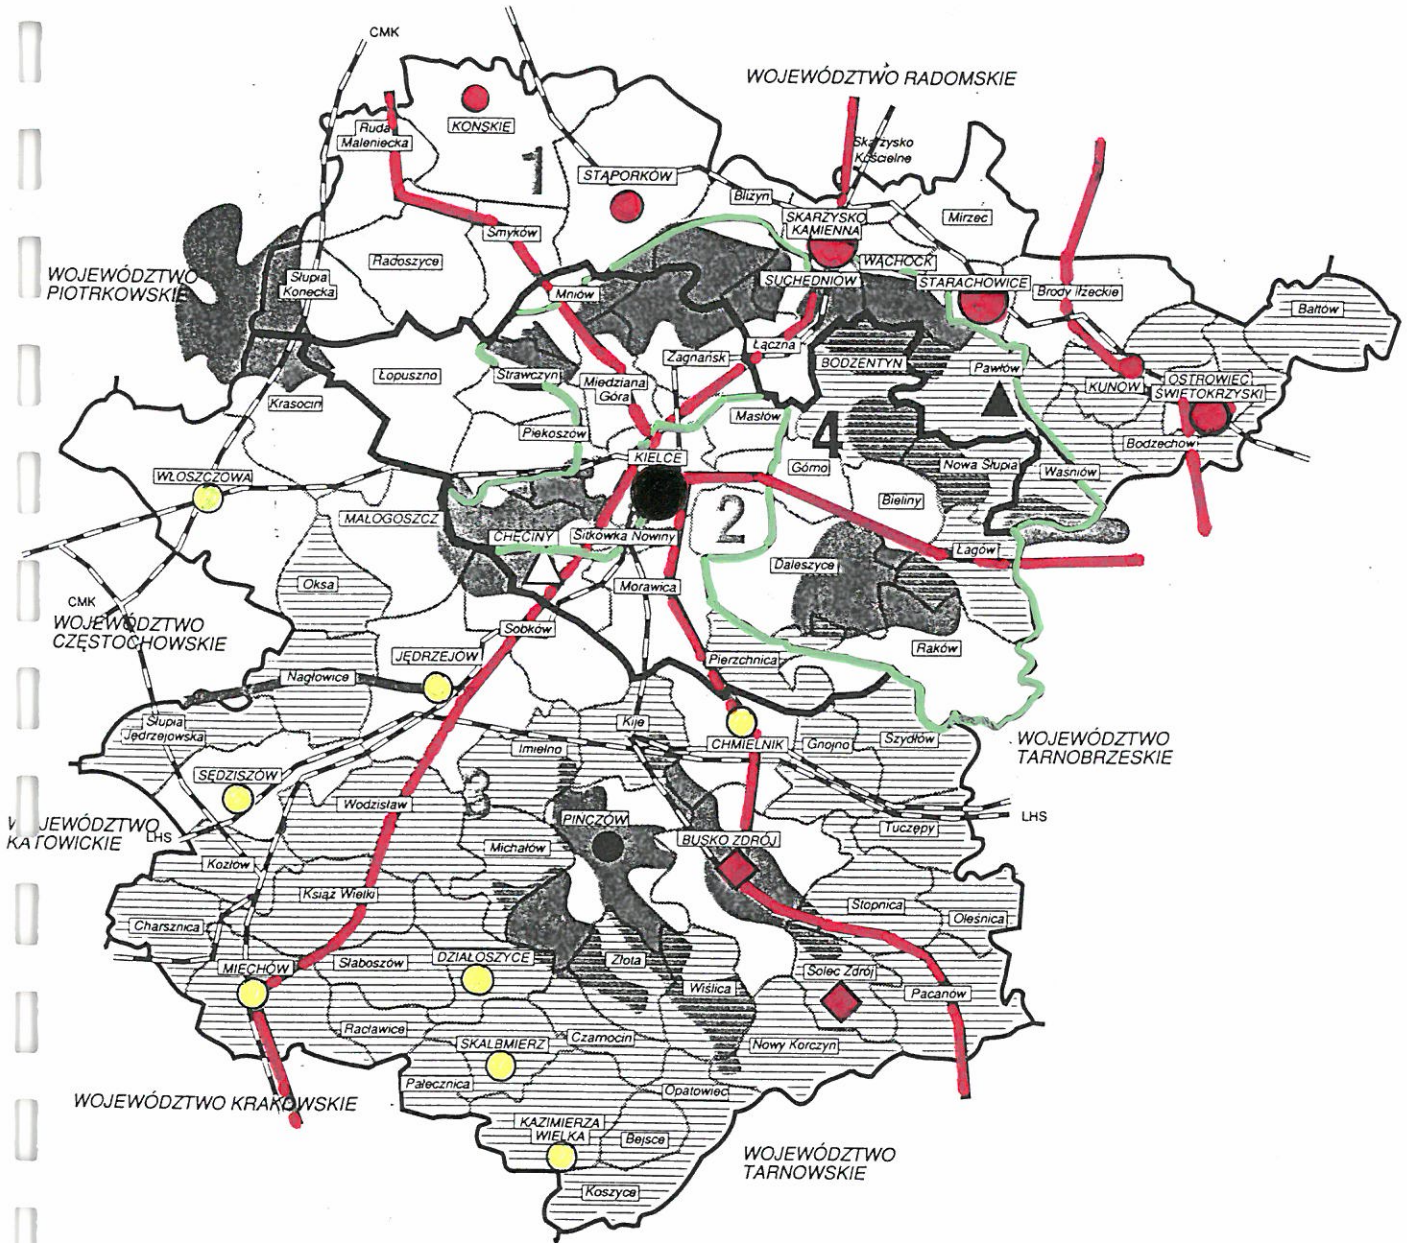 CMK
WOJEWÓDZTWO RADOMSKIE
KOŃSKIE
Ruda
Maleniecka
1
Skarżysko
Kościelne
STĄPORKÓW
Bliżyn
SKARŻYSKO
KAMIENNA
Mirzec
Smyków
Radoszyce
WĄCHOCK
WOJEWÓDZTWO
PIOTRKOWSKIE
Słupia
Konecka
Mniów
SUCHEDNIÓW
STARACHOWICE
Brody Iłżeckie
Bałtów
Łączna
Zagnańsk
BODZENTYN
Pawłów
Łopuszno
Strawczyn
Miedziana
Góra
KUNÓW
OSTROWIEC
ŚWIĘTOKRZYSKI
Krasocin
Masłów
Piekoszów
4
Bodzechów
KIELCE
Górno
Nowa Słupia
Waśniów
WŁOSZCZOWA
Bieliny
MAŁOGOSZCZ
2
CHĘCINY
Sitkówka Nowiny
Łagów
Daleszyce
Oksa
Morawica
CMK
WOJEWÓDZTWO
CZĘSTOCHOWSKIE
Sobków
Raków
JĘDRZEJÓW
Pierzchnica
Nagłowice
Słupia
Jędrzejowska
Kije
CHMIELNIK
Gnojno
Szydłów
WOJEWÓDZTWO
TARNOBRZESKIE
Imielno
SĘDZISZÓW
3
Wodzisław
PIŃCZÓW
LHS
WOJEWÓDZTWO
KATOWICKIE
LHS
Tuczępy
BUSKO ZDRÓJ
Michałów
Kozłów
Książ Wielki
Stopnica
Oleśnica
Charsznica
MIECHÓW
Słaboszów
DZIAŁOSZYCE
Złota
Solec Zdrój
Wiślica
Pacanów
Racławice
Czarnocin
SKALBMIERZ
Nowy Korczyn
Pałecznica
Opatowiec
WOJEWÓDZTWO KRAKOWSKIE
KAZIMIERZA
WIELKA
Bejsce
WOJEWÓDZTWO
TARNOWSKIE
Koszyce